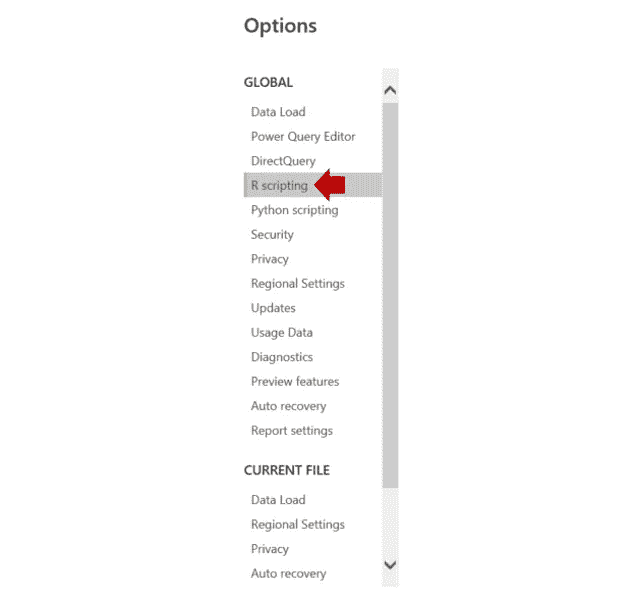 Options
GLOBAL
Data Load
Power Query Editor
DirectQuery
R scripting
Python scripting
Security
Privacy
Regional Settings
Updates
Usage Data
Diagnostics
Preview features
Auto recovery
Report settings
CURRENT FILE
Data Load
Regional Settings
Privacy
Auto recovery